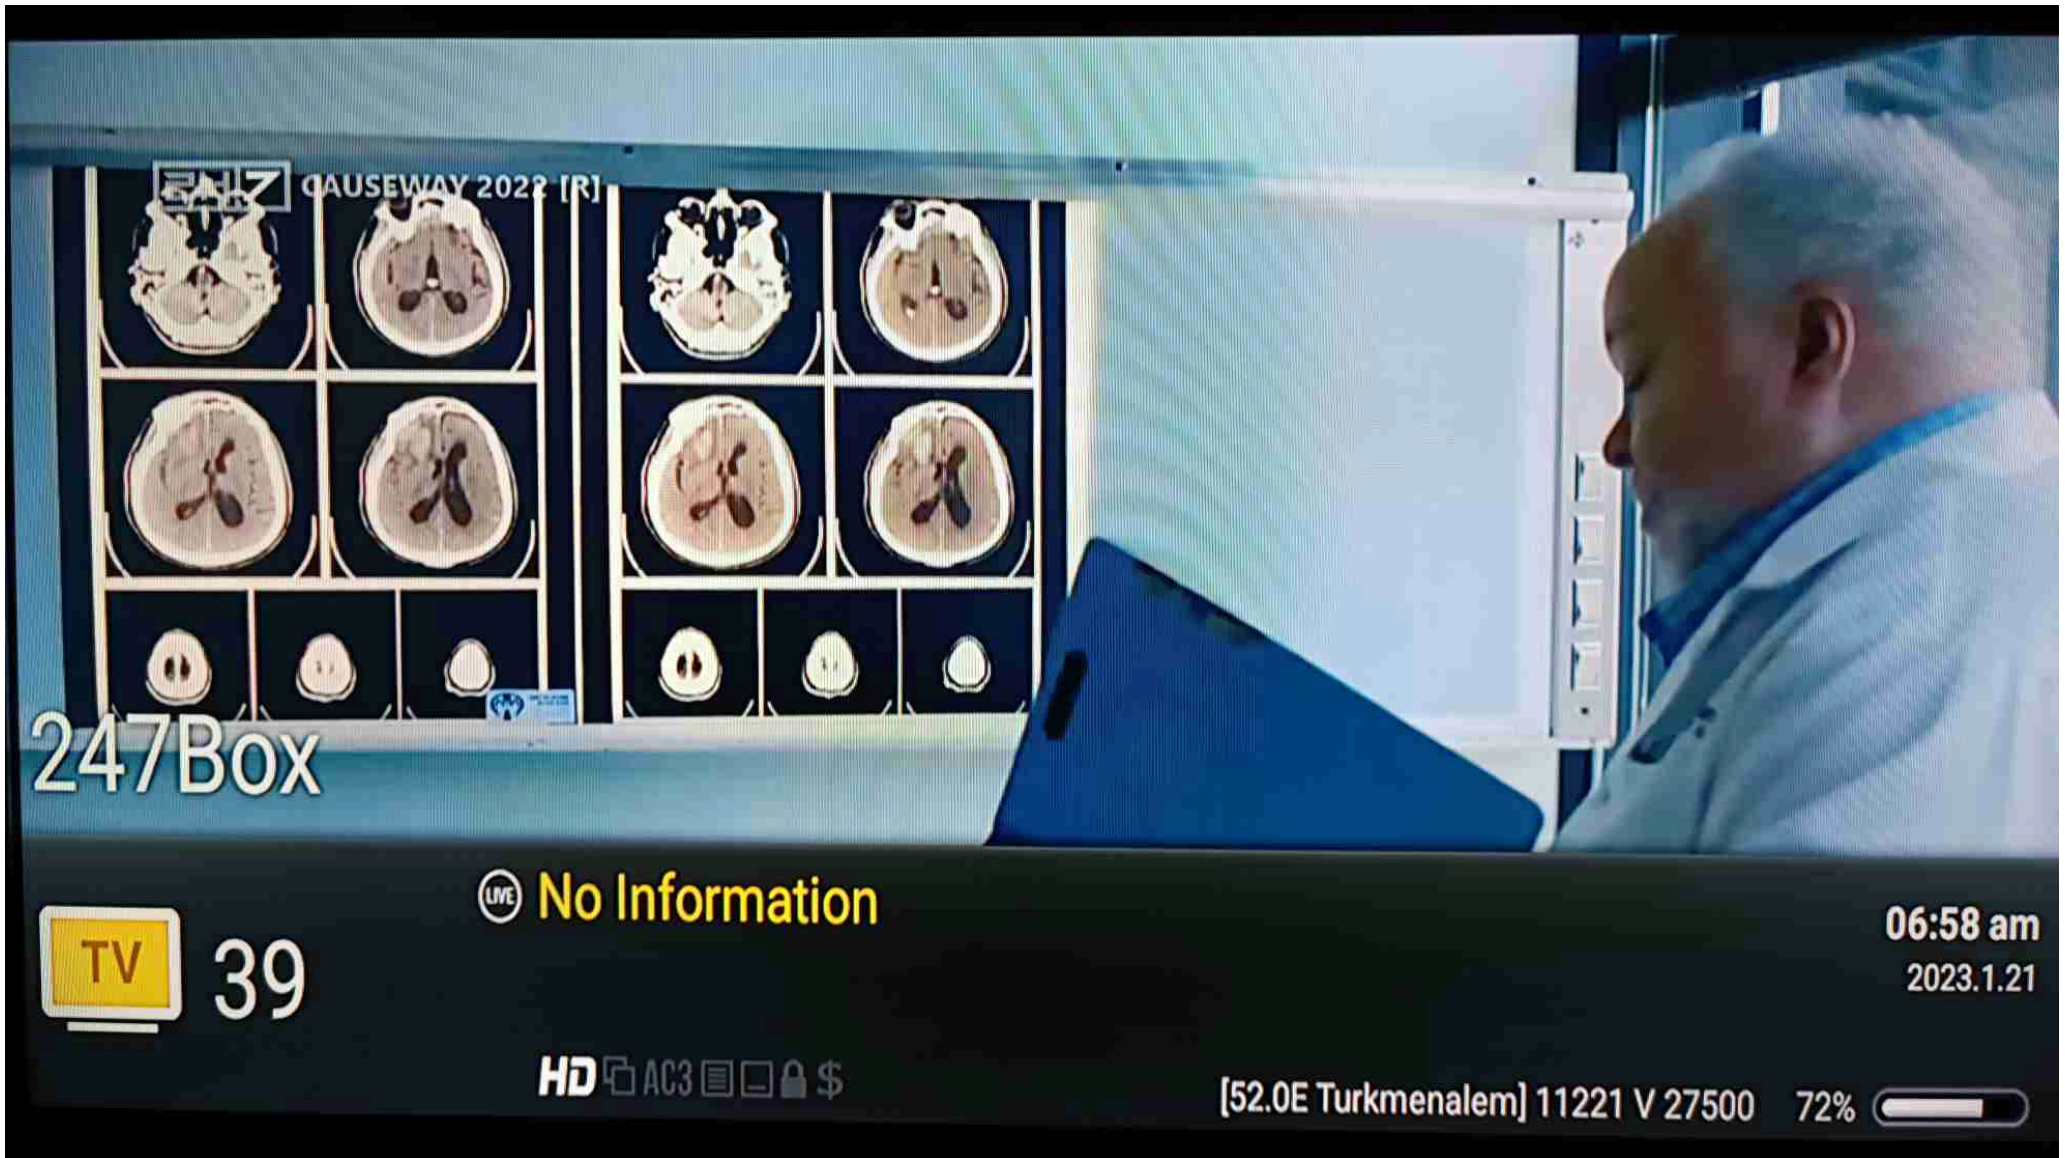 CAUSEWAY 2022 [R]
247Box
TV
39
LIVE
No Information
06:58 am
2023.1.21
HD AC3 $
[52.0E Turkmenalem] 11221 V 27500 72%